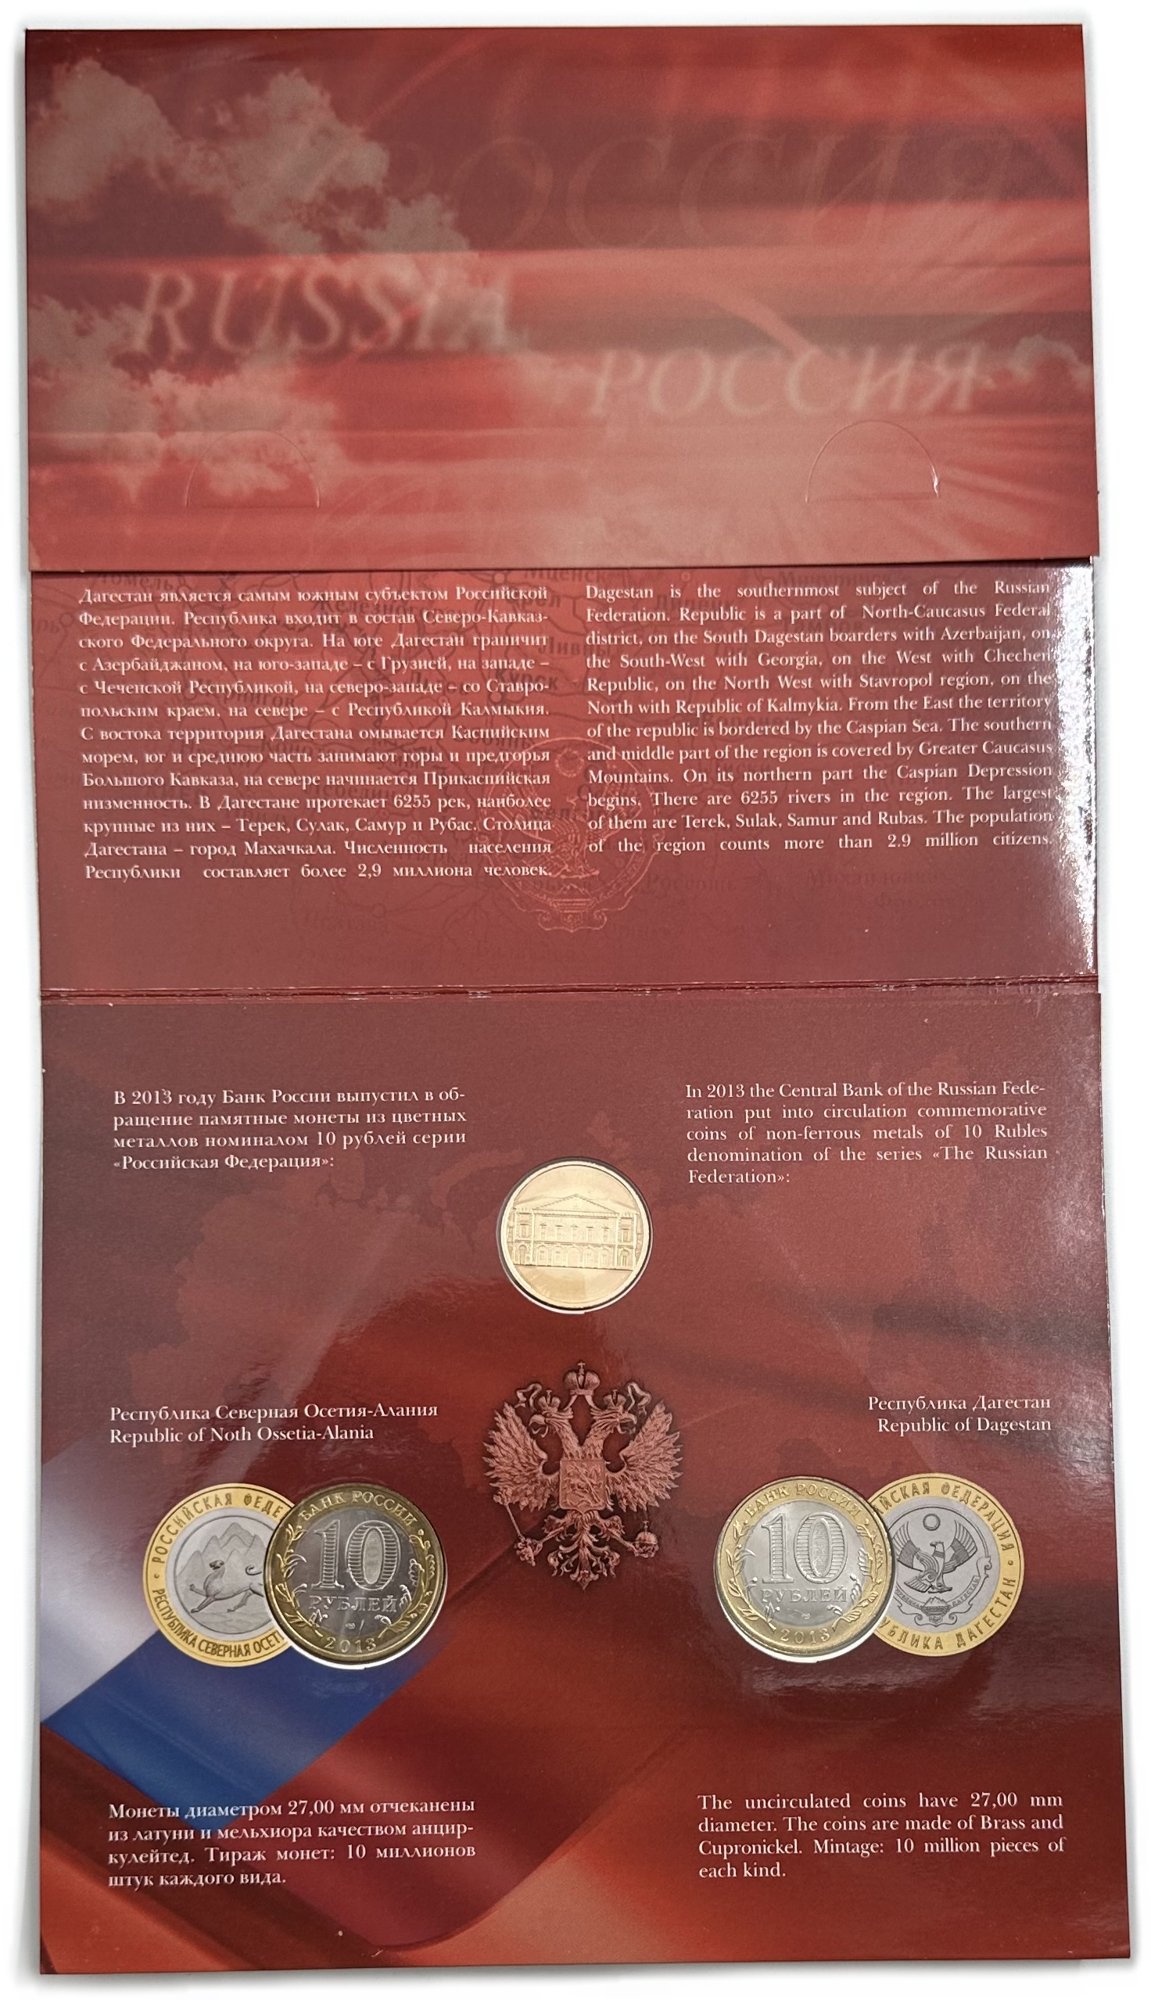 РОССИЯ
RUSSIA
РОССИЯ
Дагестан является самым южным субъектом Российской
Федерации. Республика входит в состав Северо-Кавказ-
ского Федерального округа. На юге Дагестан граничит
с Азербайджаном, на юго-западе – с Грузией, на западе –
с Чеченской Республикой, на северо-западе – со Ставро-
польским краем, на севере – с Республикой Калмыкия.
С востока территория Дагестана омывается Каспийским
морем, юг и среднюю часть занимают горы и предгорья
Большого Кавказа, на севере начинается Прикаспийская
низменность. В Дагестане протекает 6255 рек, наиболее
крупные из них – Терек, Сулак, Самур и Рубас. Столица
Дагестана – город Махачкала. Численность населения
Республики составляет более 2,9 миллиона человек.
Dagestan is the southernmost subject of the Russian
Federation. Republic is a part of North-Caucasus Federal
district, on the South Dagestan boarders with Azerbaijan, on
the South-West with Georgia, on the West with Chechen
Republic, on the North West with Stavropol region, on the
North with Republic of Kalmykia. From the East the territory
of the republic is bordered by the Caspian Sea. The southern
and middle part of the region is covered by Greater Caucasus
Mountains. On its northern part the Caspian Depression
begins. There are 6255 rivers in the region. The largest
of them are Terek, Sulak, Samur and Rubas. The population
of the region counts more than 2.9 million citizens.
В 2013 году Банк России выпустил в об-
ращение памятные монеты из цветных
металлов номиналом 10 рублей серии
«Российская Федерация»:
In 2013 the Central Bank of the Russian Fede-
ration put into circulation commemorative
coins of non-ferrous metals of 10 Rubles
denomination of the series «The Russian
Federation»:
Республика Северная Осетия-Алания
Republic of Noth Ossetia-Alania
Республика Дагестан
Republic of Dagestan
РОССИЙСКАЯ ФЕДЕ
РЕСПУБЛИКА СЕВЕРНАЯ ОСЕТ
БАНК РОССИИ
10
РУБЛЕЙ
2013
БАНК РОССИИ
10
РУБЛЕЙ
2013
ЙСКАЯ ФЕДЕРАЦИЯ
БЛИКА ДАГЕСТАН
Монеты диаметром 27,00 мм отчеканены
из латуни и мельхиора качеством анцир-
кулейтед. Тираж монет: 10 миллионов
штук каждого вида.
The uncirculated coins have 27,00 mm
diameter. The coins are made of Brass and
Cupronickel. Mintage: 10 million pieces of
each kind.